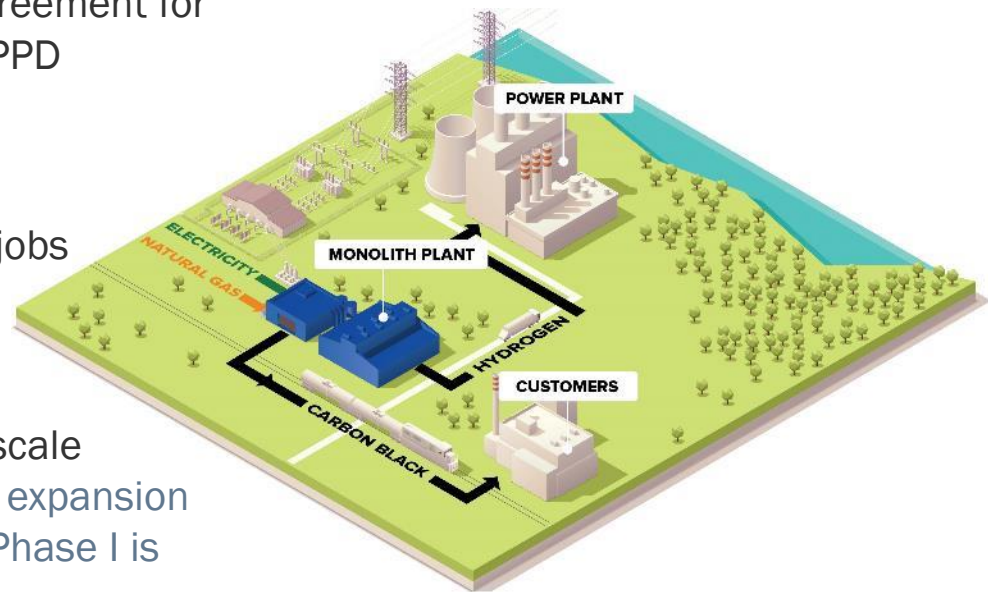 reement for
PPD
jobs
scale
expansion
Phase I is
POWER PLANT
ELECTRICITY
NATURAL GAS
MONOLITH PLANT
HYDROGEN
CUSTOMERS
CARBON BLACK